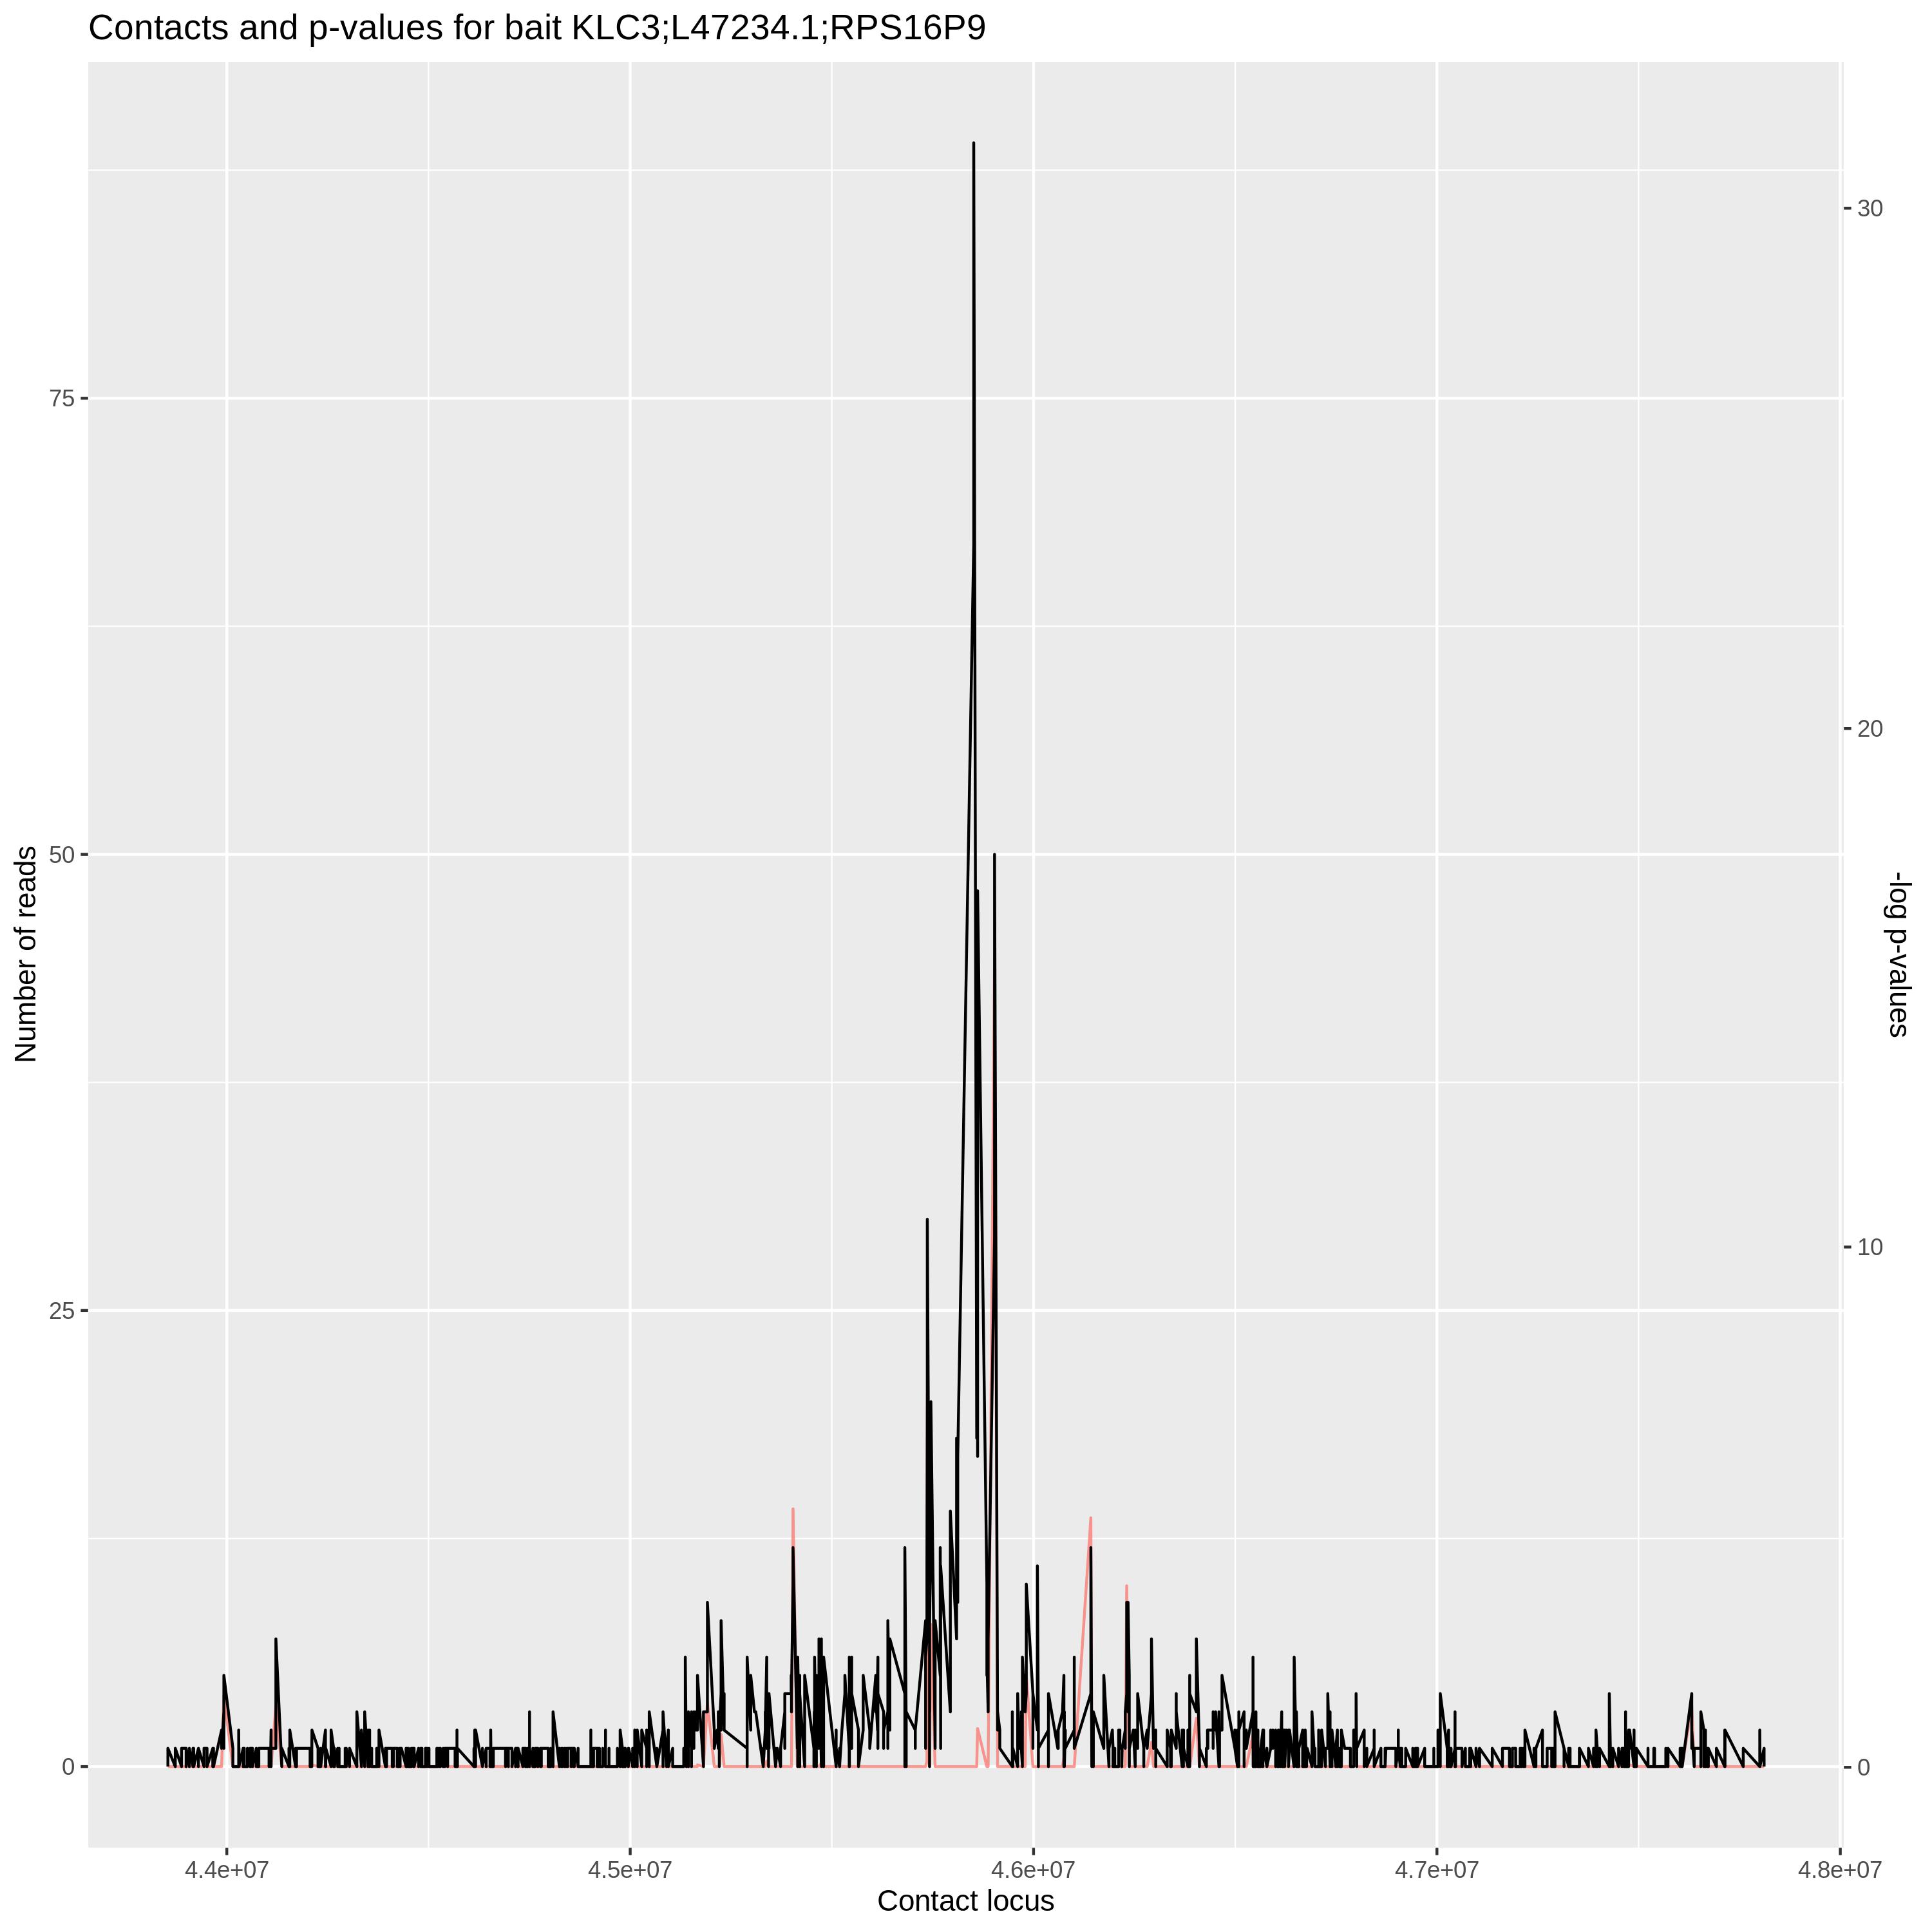 Contacts and p-values for bait KLC3;L47234.1;RPS16P9
30
75
20
50
Number of reads
-log p-values
10
25
0
0
4.4e+07
4.5e+07
4.6e+07
4.7e+07
4.8e+07
Contact locus